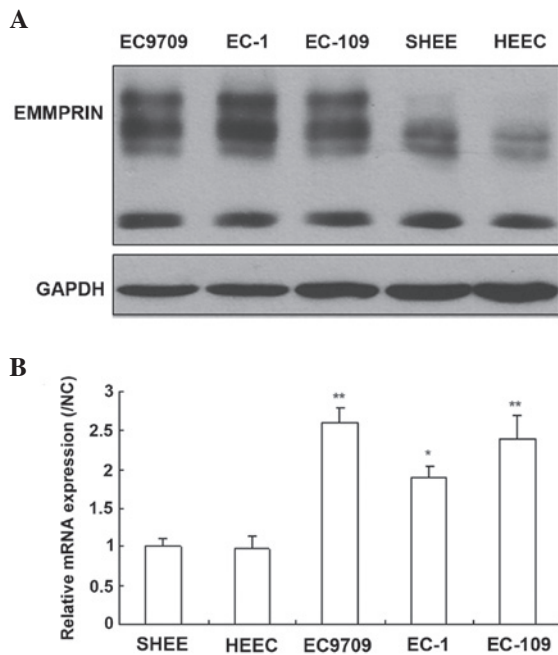 A
EC9709 EC-1 EC-109 SHEE HEEC
EMMPRIN
GAPDH
B
Relative mRNA expression (/NC)
3
2.5
2
1.5
1
0.5
0
** * **
SHEE HEEC EC9709 EC-1 EC-109